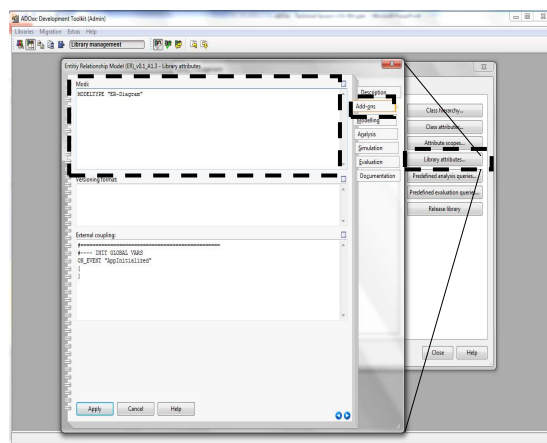 ADOxx: Development Toolkit (Admin)
Libraries Migration Extras Help
Library management
Entitiy Relationship Model (ER)_v0.1_A1.3 - Library attributes
Modi:
MODELTYPE "ER-Diagram"
Description
Add-ons
Modelling
Analysis
Simulation
Evaluation
Documentation
Versioning format:
External coupling:
#================================================
#---- INIT GLOBAL VARS
ON_EVENT "AppInitialized"
{
}
Apply
Cancel
Help
Class hierarchy...
Class attributes...
Attribute scopes...
Library attributes...
Predefined analysis queries...
Predefined evaluation queries...
Release library
Close
Help